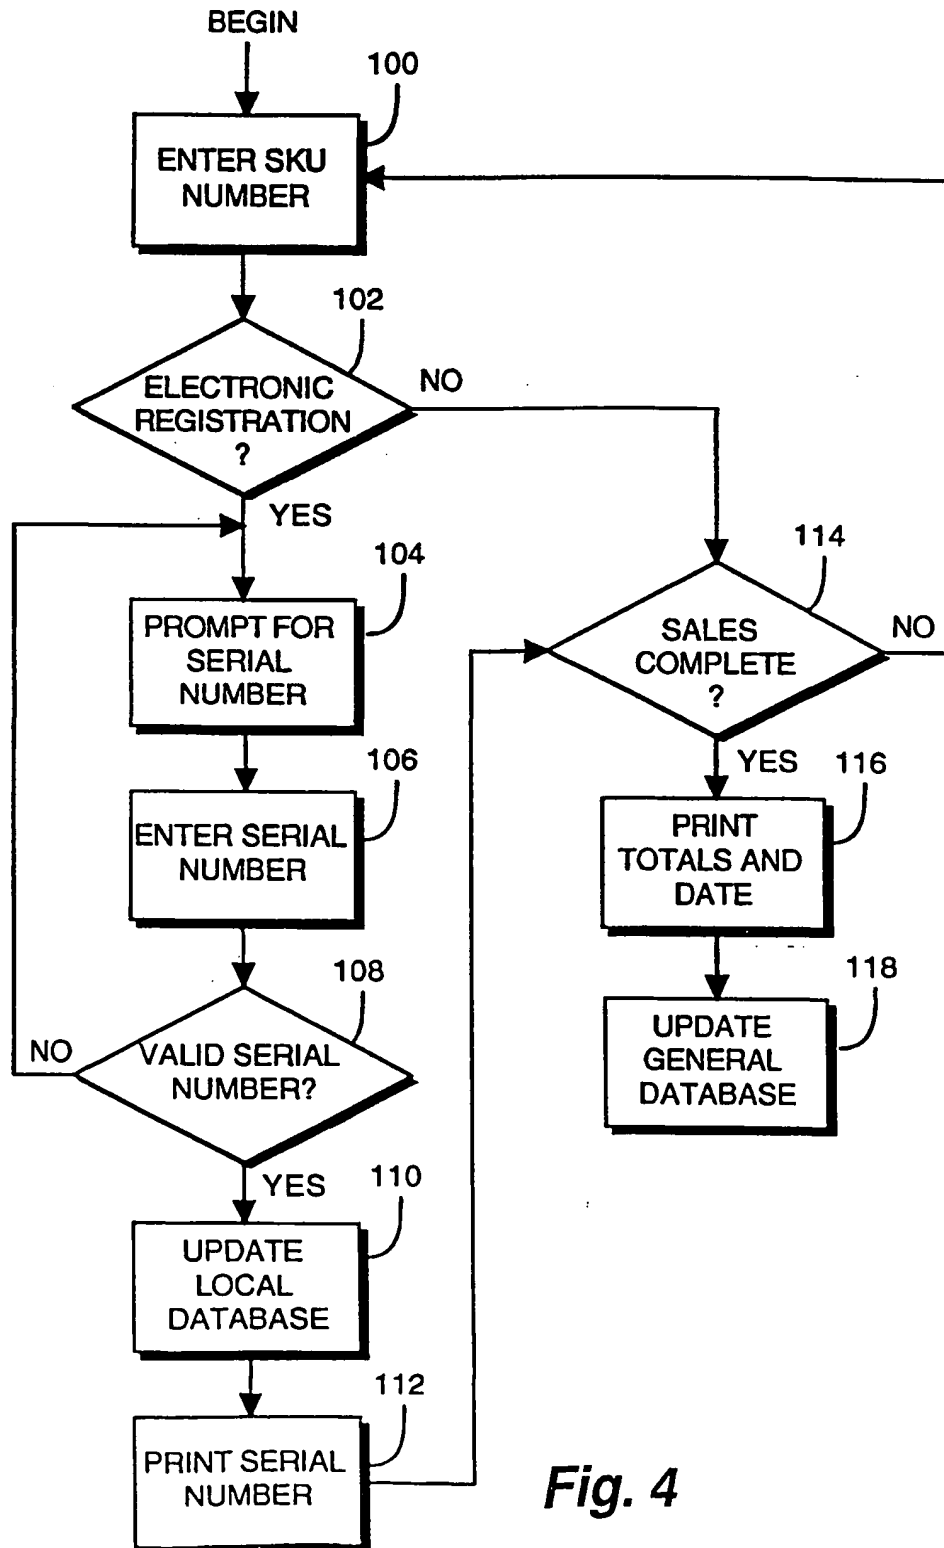 BEGIN
100
ENTER SKU
NUMBER
102
ELECTRONIC
REGISTRATION
?
NO
YES
104
PROMPT FOR
SERIAL
NUMBER
106
ENTER SERIAL
NUMBER
108
VALID SERIAL
NUMBER?
NO
YES
110
UPDATE
LOCAL
DATABASE
112
PRINT SERIAL
NUMBER
114
SALES
COMPLETE
?
NO
YES
116
PRINT
TOTALS AND
DATE
118
UPDATE
GENERAL
DATABASE
Fig. 4